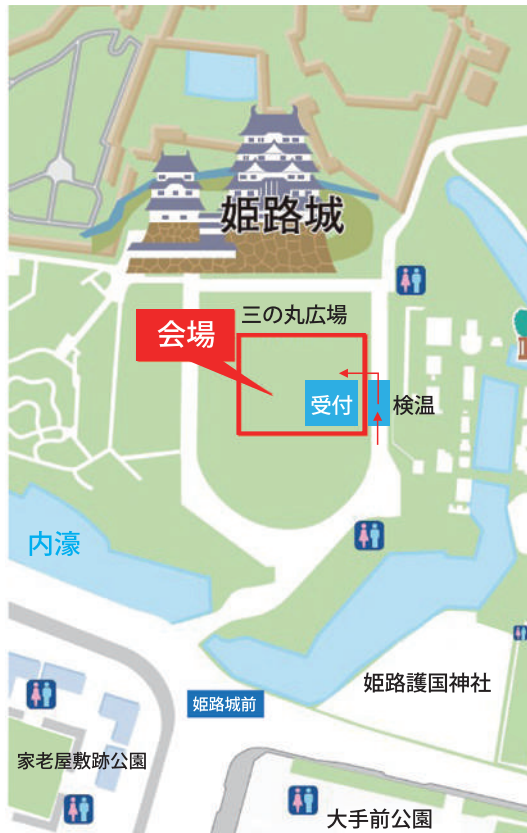 姫路城
三の丸広場
会場
受付
検温
内濠
姫路護国神社
姫路城前
家老屋敷跡公園
大手前公園